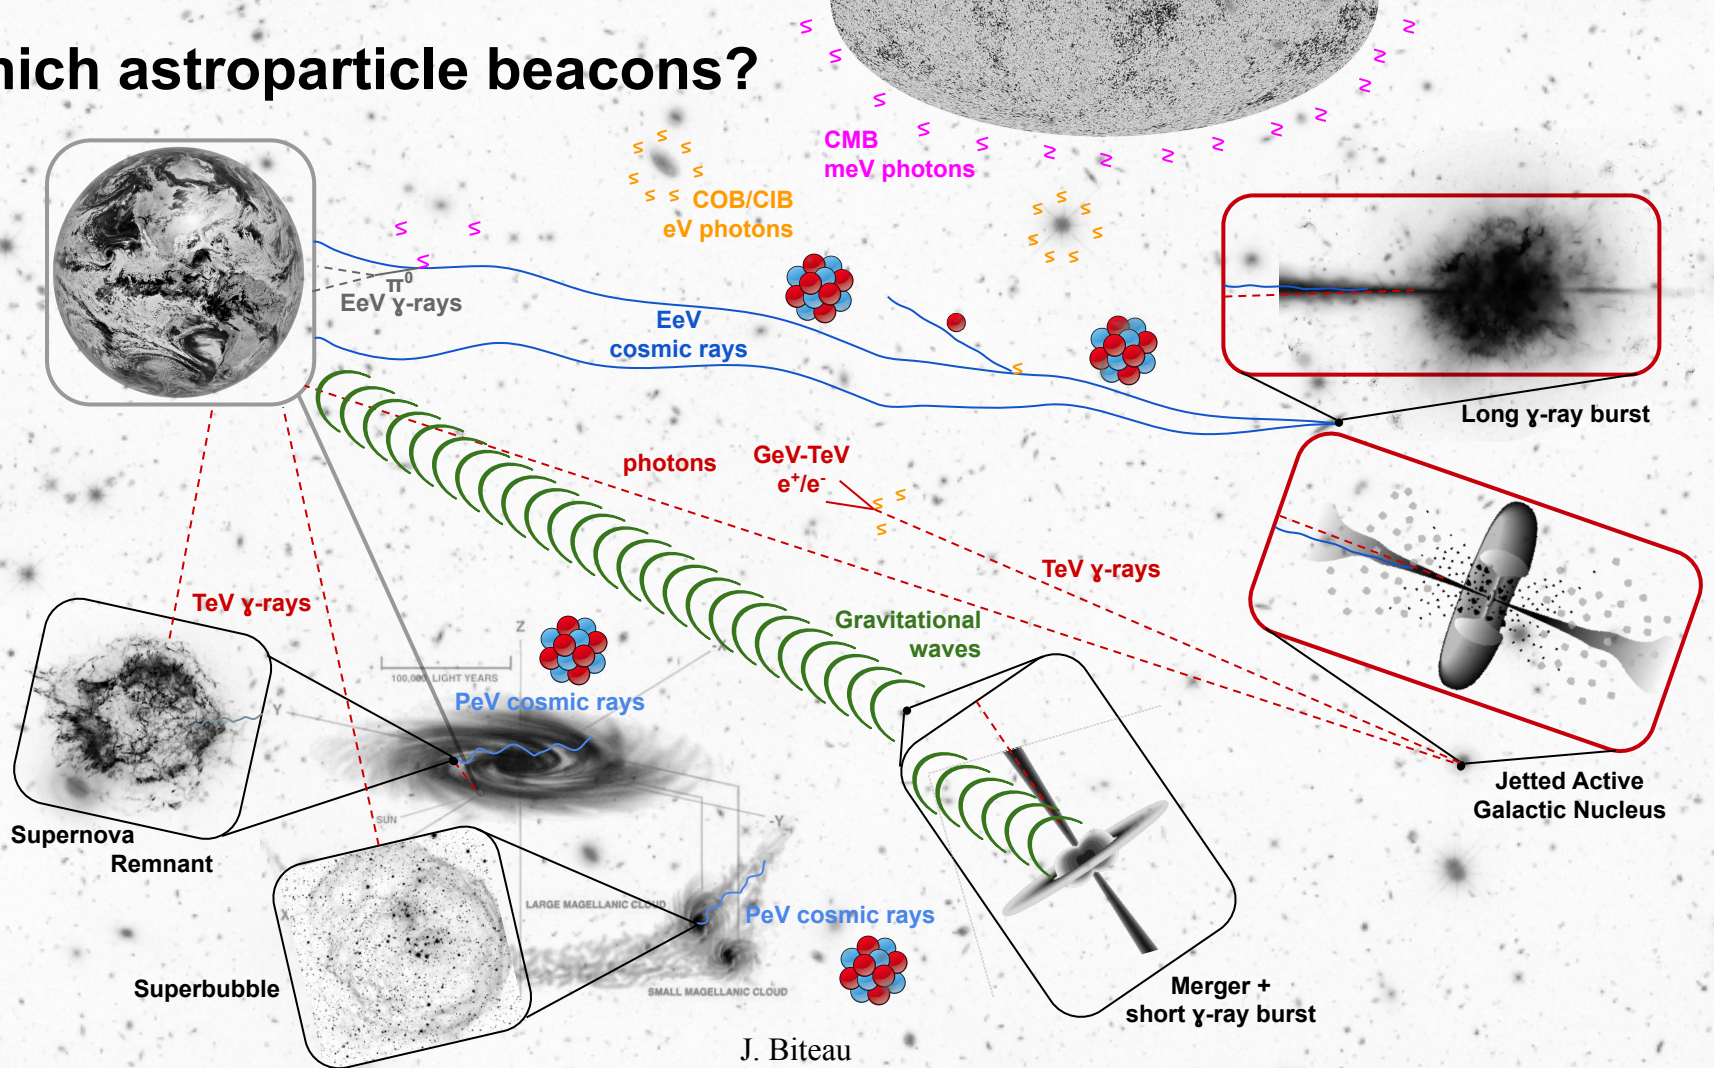 hich astroparticle beacons?
CMB
meV photons
COB/CIB
eV photons
π⁰
EeV ɣ-rays
EeV
cosmic rays
Long ɣ-ray burst
photons
GeV-TeV
e⁺/e⁻
TeV ɣ-rays
TeV ɣ-rays
Gravitational
waves
Z
-X
100,000 LIGHT YEARS
PeV cosmic rays
Y
Jetted Active
Galactic Nucleus
SUN
-Y
Supernova
Remnant
LARGE MAGELLANIC CLOUD
X
PeV cosmic rays
Superbubble
SMALL MAGELLANIC CLOUD
Merger +
short ɣ-ray burst
J. Biteau